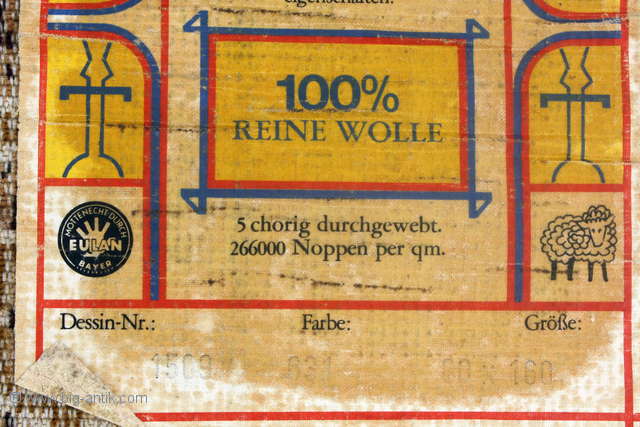 eigenschaften.
100%
REINE WOLLE
5 chorig durchgewebt.
266000 Noppen per qm.
MOTTENECHT DURCH
EULAN
BAYER
Dessin-Nr.: Farbe: Größe:
1509 160